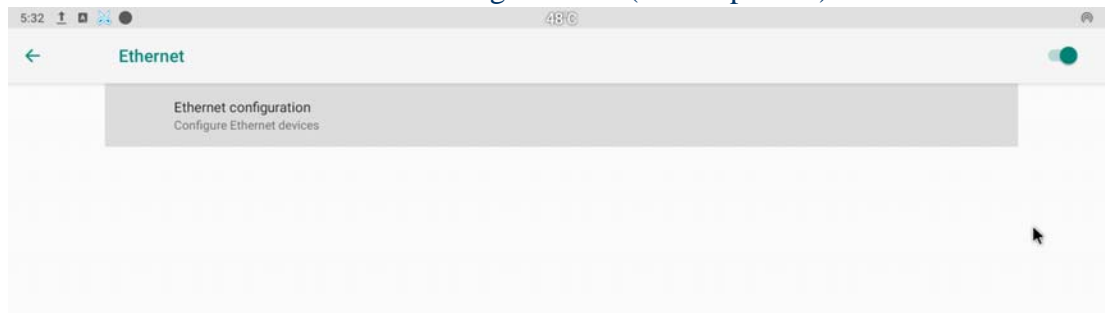 5:32
48°C
Ethernet
Ethernet configuration
Configure Ethernet devices